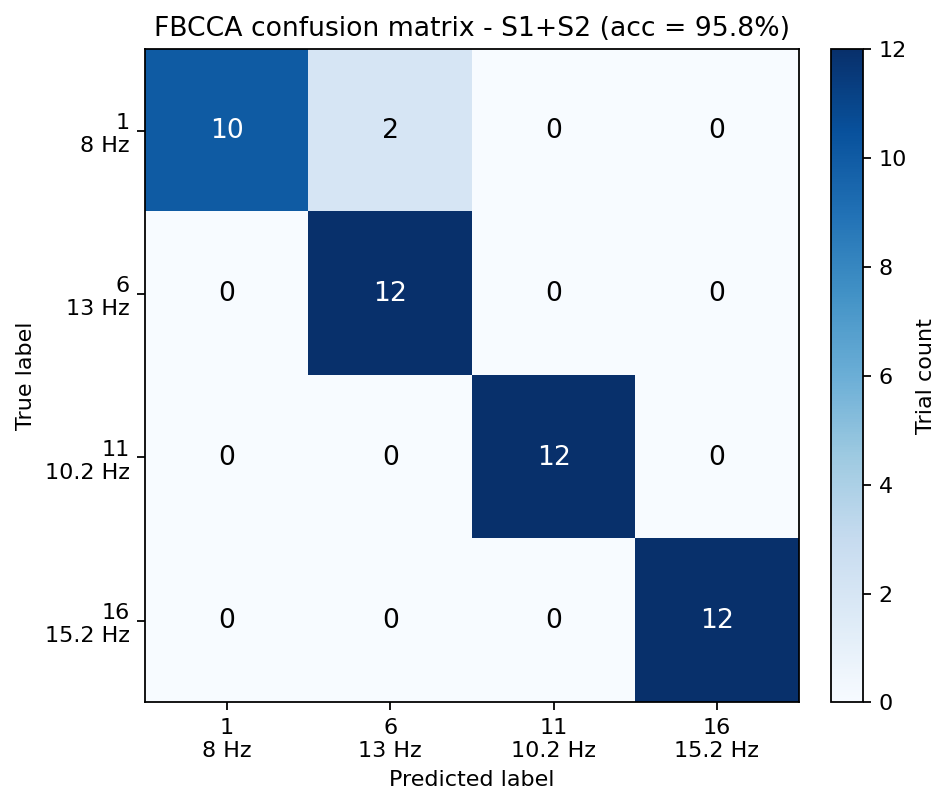 FBCCA confusion matrix - S1+S2 (acc = 95.8%)
True label
1
8 Hz
10 2 0 0
6
13 Hz
0 12 0 0
11
10.2 Hz
0 0 12 0
16
15.2 Hz
0 0 0 12
1 6 11 16
8 Hz 13 Hz 10.2 Hz 15.2 Hz
Predicted label
12
10
8
6
4
2
0
Trial count